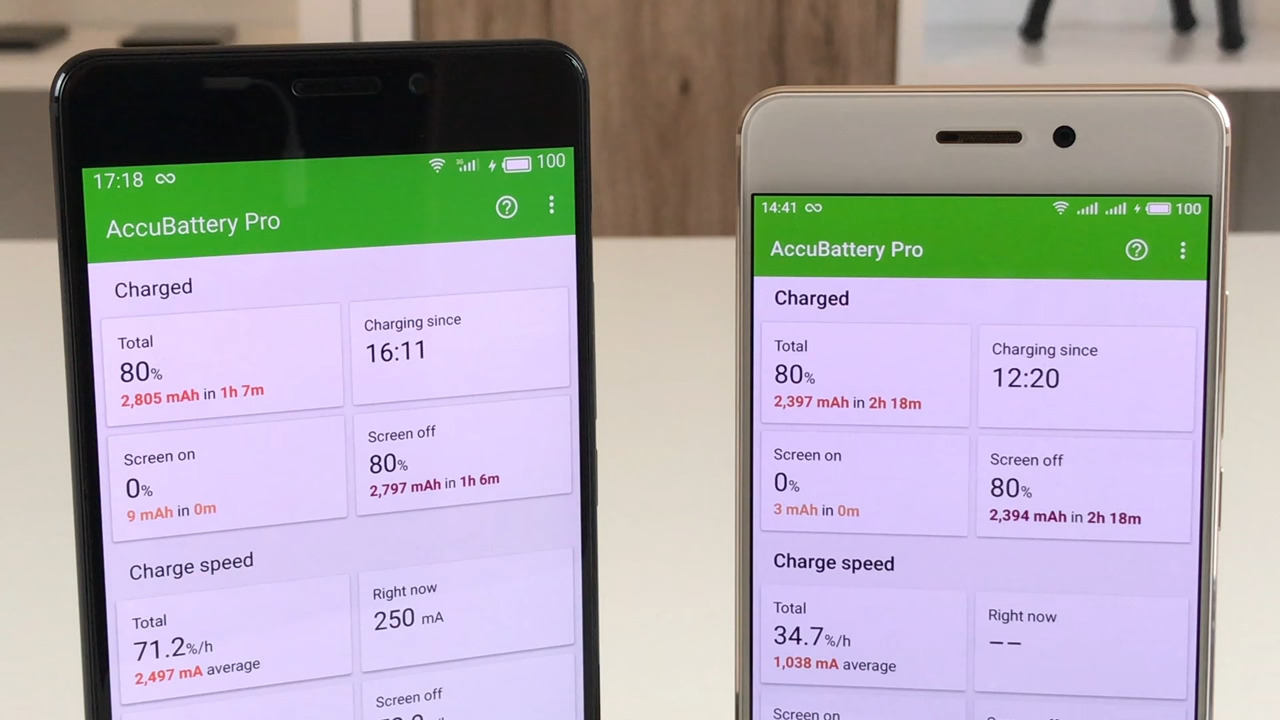 17:18 ∞ 3G 100
AccuBattery Pro
Charged
Total
80%
2,805 mAh in 1h 7m
Charging since
16:11
Screen on
0%
9 mAh in 0m
Screen off
80%
2,797 mAh in 1h 6m
Charge speed
Total
71.2%/h
2,497 mA average
Right now
250 mA
Screen off
14:41 ∞ 100
AccuBattery Pro
Charged
Total
80%
2,397 mAh in 2h 18m
Charging since
12:20
Screen on
0%
3 mAh in 0m
Screen off
80%
2,394 mAh in 2h 18m
Charge speed
Total
34.7%/h
1,038 mA average
Right now
––
Screen on
Screen off